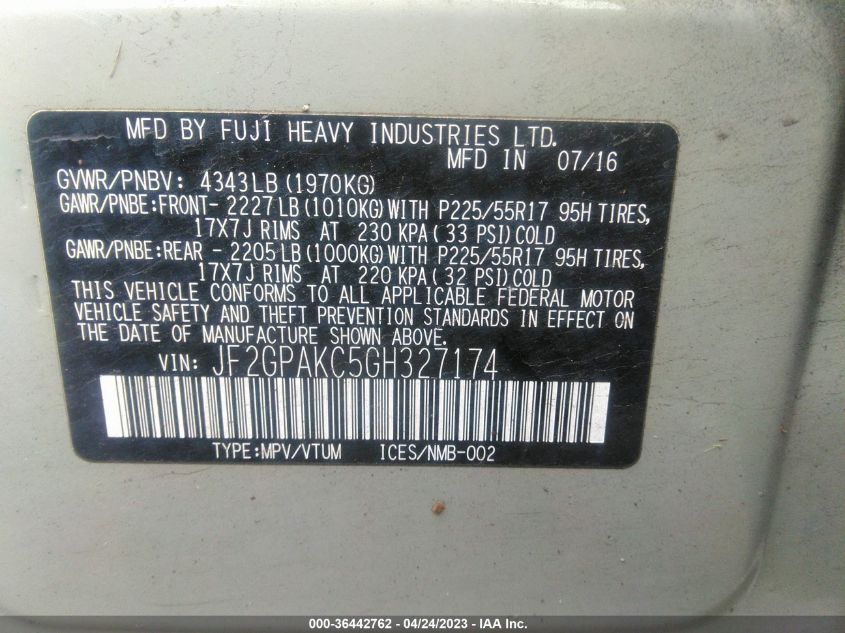 MFD BY FUJI HEAVY INDUSTRIES LTD.
MFD IN 07/16
GVWR/PNBV: 4343LB (1970KG)
GAWR/PNBE:FRONT- 2227 LB (1010KG) WITH P225/55R17 95H TIRES,
17X7J RIMS AT 230 KPA ( 33 PSI) COLD
GAWR/PNBE:REAR - 2205 LB (1000KG) WITH P225/55R17 95H TIRES,
17X7J RIMS AT 220 KPA ( 32 PSI) COLD
THIS VEHICLE CONFORMS TO ALL APPLICABLE FEDERAL MOTOR
VEHICLE SAFETY AND THEFT PREVENTION STANDARDS IN EFFECT ON
THE DATE OF MANUFACTURE SHOWN ABOVE.
VIN: JF2GPAKC5GH327174
TYPE:MPV/VTUM ICES/NMB-002
000-36442762 - 04/24/2023 - IAA Inc.